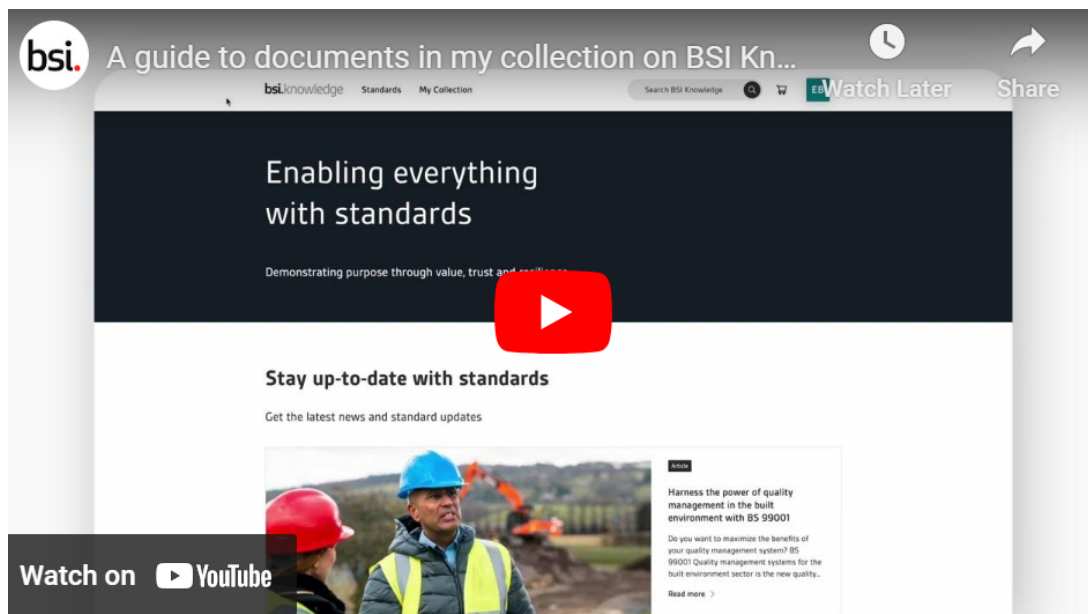 bsi. A guide to documents in my collection on BSI Kn...
Watch Later
Share
bsi.knowledge Standards My Collection Search BSI Knowledge EB
Enabling everything
with standards
Demonstrating purpose through value, trust and resilience
Stay up-to-date with standards
Get the latest news and standard updates
Article
Harness the power of quality
management in the built
environment with BS 99001
Do you want to maximize the benefits of
your quality management system? BS
99001 Quality management systems for the
built environment sector is the new quality...
Read more
Watch on YouTube